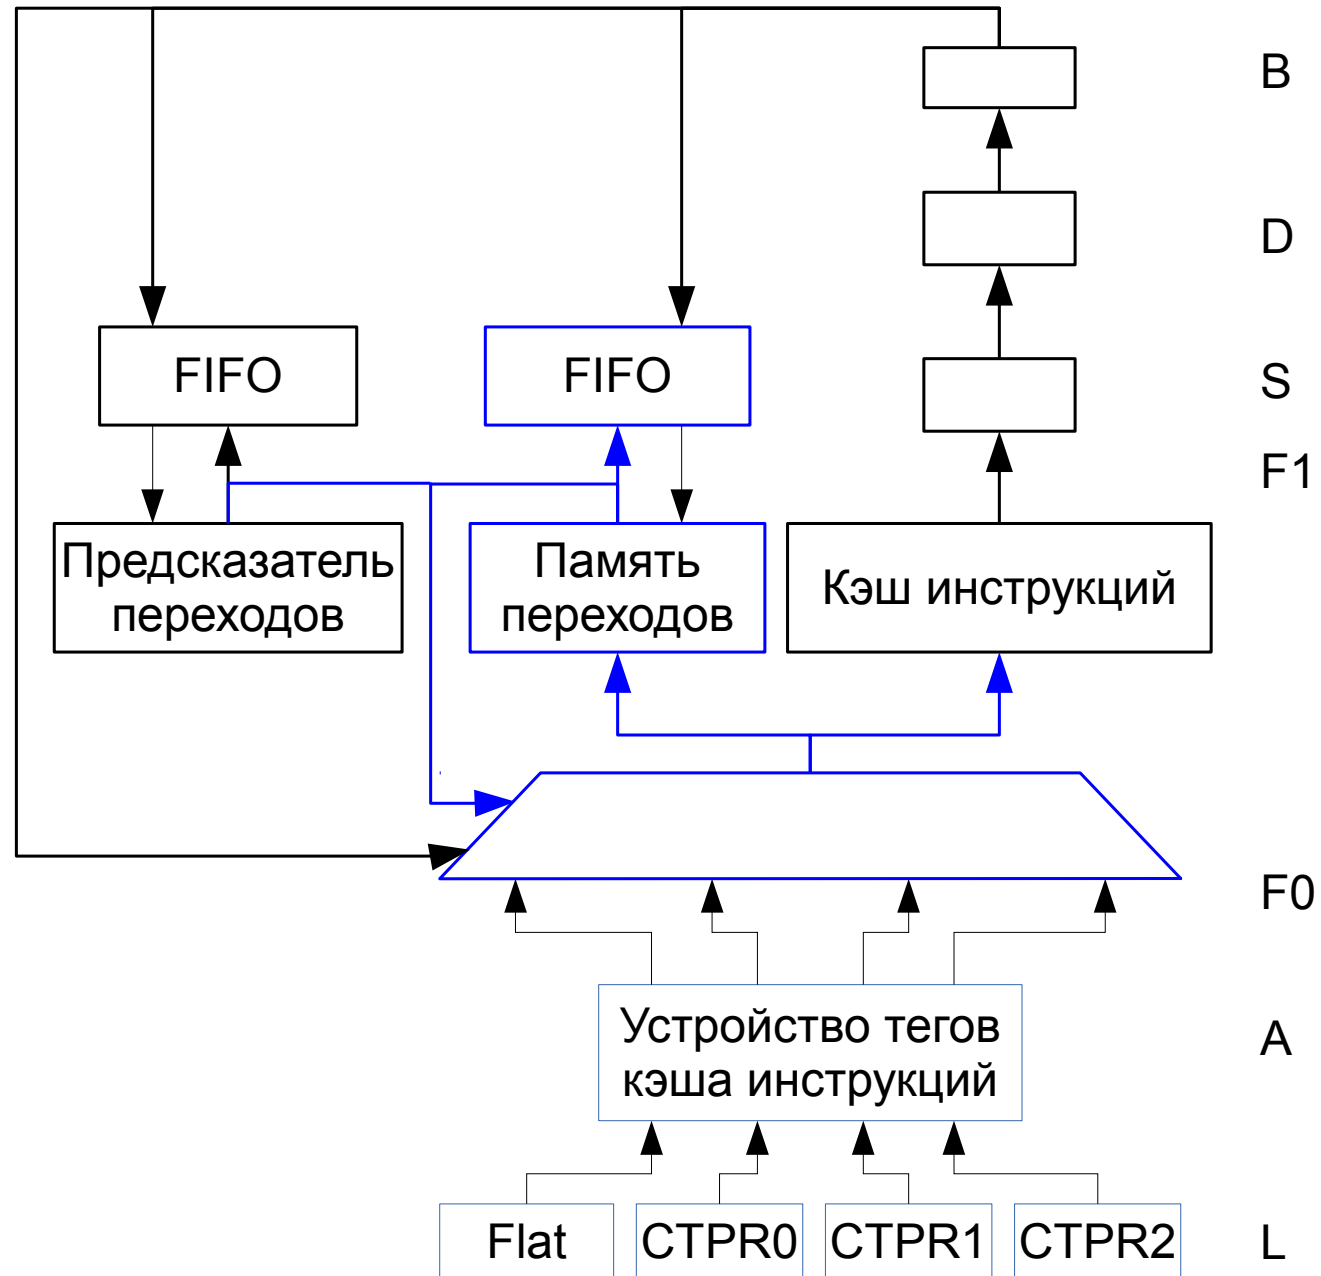 B
D
FIFO
FIFO
S
F1
Предсказатель
переходов
Память
переходов
Кэш инструкций
F0
Устройство тегов
кэша инструкций
A
Flat
CTPR0
CTPR1
CTPR2
L